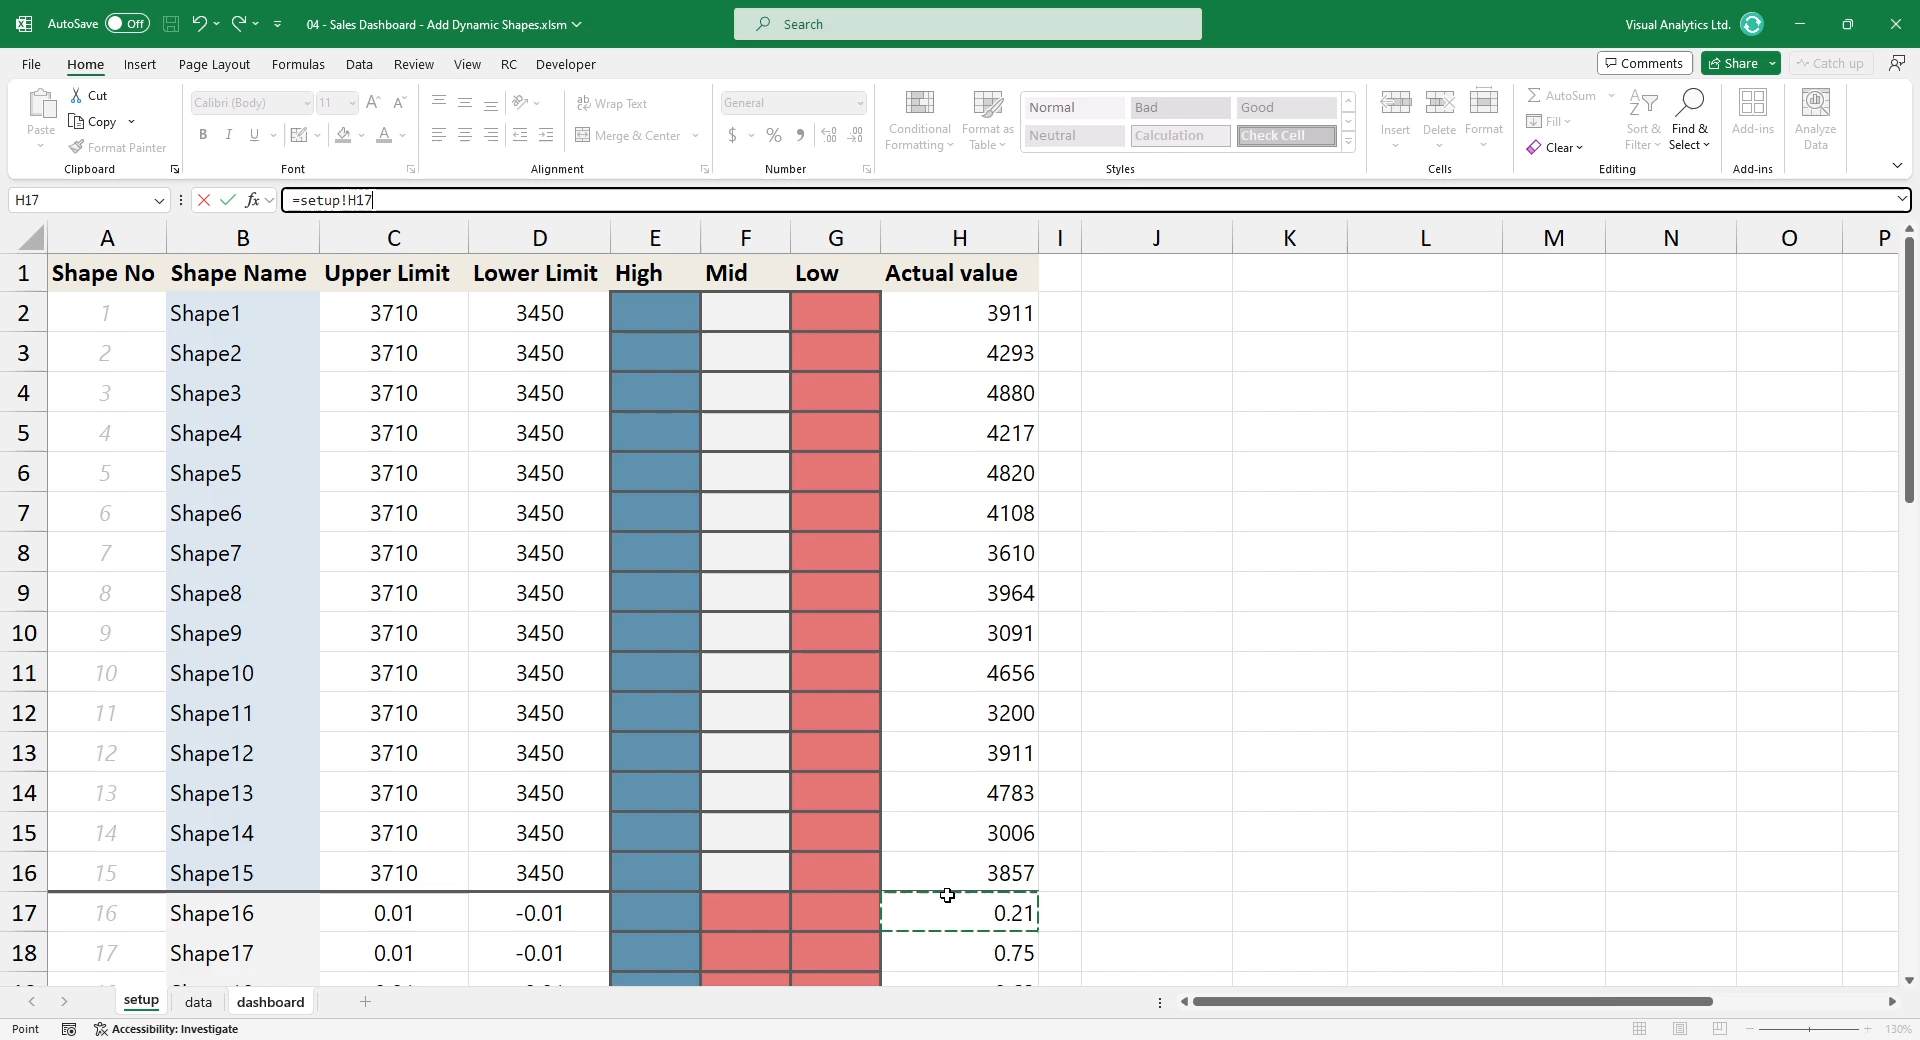 AutoSave Off 04 - Sales Dashboard - Add Dynamic Shapes.xlsm Search Visual Analytics Ltd.
File Home Insert Page Layout Formulas Data Review View RC Developer Comments Share Catch up
Cut
Copy
Format Painter
Paste
Clipboard
Calibri (Body) 11
B I U
Font
Wrap Text
Merge & Center
Alignment
General
$ %
Number
Conditional Formatting
Format as Table
Normal Bad Good
Neutral Calculation Check Cell
Styles
Insert Delete Format
Cells
AutoSum
Fill
Clear
Sort & Filter
Find & Select
Editing
Add-ins
Add-ins
Analyze Data
H17 fx =setup!H17
A B C D E F G H I J K L M N O P
1 Shape No Shape Name Upper Limit Lower Limit High Mid Low Actual value
2 1 Shape1 3710 3450 3911
3 2 Shape2 3710 3450 4293
4 3 Shape3 3710 3450 4880
5 4 Shape4 3710 3450 4217
6 5 Shape5 3710 3450 4820
7 6 Shape6 3710 3450 4108
8 7 Shape7 3710 3450 3610
9 8 Shape8 3710 3450 3964
10 9 Shape9 3710 3450 3091
11 10 Shape10 3710 3450 4656
12 11 Shape11 3710 3450 3200
13 12 Shape12 3710 3450 3911
14 13 Shape13 3710 3450 4783
15 14 Shape14 3710 3450 3006
16 15 Shape15 3710 3450 3857
17 16 Shape16 0.01 -0.01 0.21
18 17 Shape17 0.01 -0.01 0.75
setup data dashboard
Point Accessibility: Investigate 130%